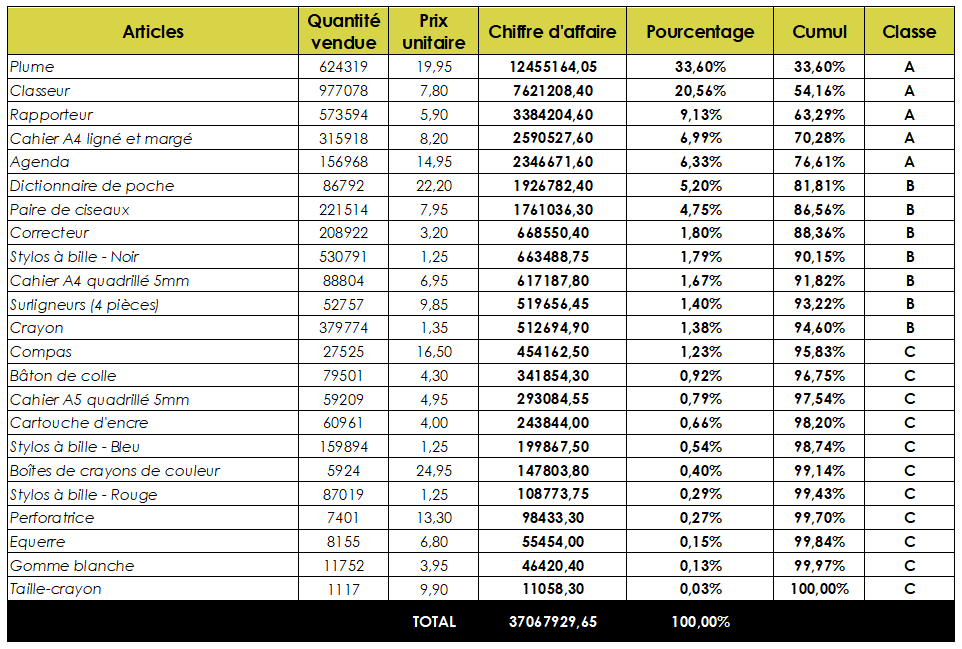 Articles Quantité vendue Prix unitaire Chiffre d'affaire Pourcentage Cumul Classe
Plume 624319 19,95 12455164,05 33,60% 33,60% A
Classeur 977078 7,80 7621208,40 20,56% 54,16% A
Rapporteur 573594 5,90 3384204,60 9,13% 63,29% A
Cahier A4 ligné et margé 315918 8,20 2590527,60 6,99% 70,28% A
Agenda 156968 14,95 2346671,60 6,33% 76,61% A
Dictionnaire de poche 86792 22,20 1926782,40 5,20% 81,81% B
Paire de ciseaux 221514 7,95 1761036,30 4,75% 86,56% B
Correcteur 208922 3,20 668550,40 1,80% 88,36% B
Stylos à bille - Noir 530791 1,25 663488,75 1,79% 90,15% B
Cahier A4 quadrillé 5mm 88804 6,95 617187,80 1,67% 91,82% B
Surligneurs (4 pièces) 52757 9,85 519656,45 1,40% 93,22% B
Crayon 379774 1,35 512694,90 1,38% 94,60% B
Compas 27525 16,50 454162,50 1,23% 95,83% C
Bâton de colle 79501 4,30 341854,30 0,92% 96,75% C
Cahier A5 quadrillé 5mm 59209 4,95 293084,55 0,79% 97,54% C
Cartouche d'encre 60961 4,00 243844,00 0,66% 98,20% C
Stylos à bille - Bleu 159894 1,25 199867,50 0,54% 98,74% C
Boîtes de crayons de couleur 5924 24,95 147803,80 0,40% 99,14% C
Stylos à bille - Rouge 87019 1,25 108773,75 0,29% 99,43% C
Perforatrice 7401 13,30 98433,30 0,27% 99,70% C
Equerre 8155 6,80 55454,00 0,15% 99,84% C
Gomme blanche 11752 3,95 46420,40 0,13% 99,97% C
Taille-crayon 1117 9,90 11058,30 0,03% 100,00% C
TOTAL 37067929,65 100,00%